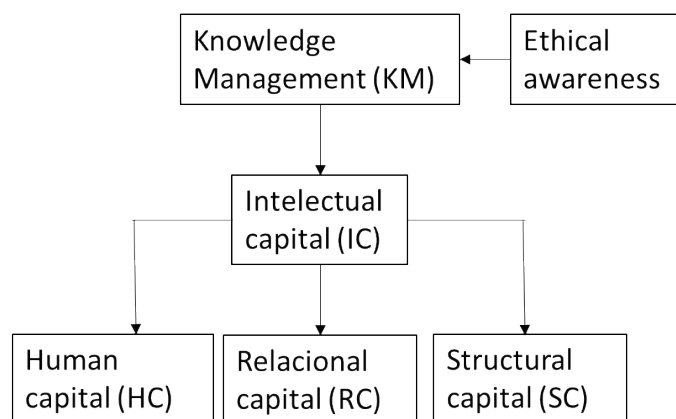 Knowledge
Management (KM)
Ethical
awareness
Intelectual
capital (IC)
Human
capital (HC)
Relacional
capital (RC)
Structural
capital (SC)